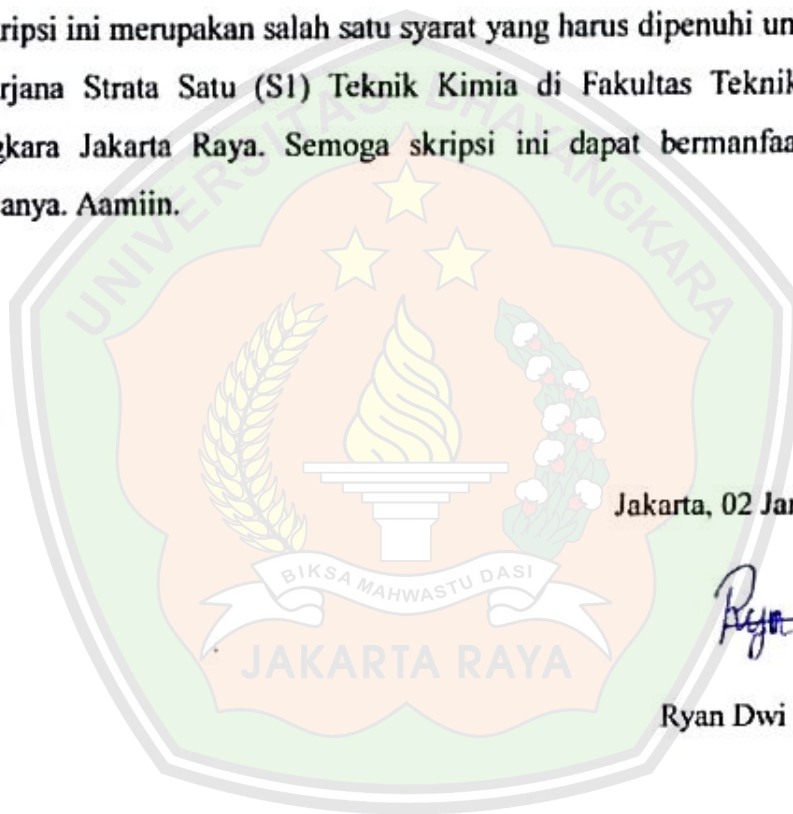 ripsi ini merupakan salah satu syarat yang harus dipenuhi un
rjana Strata Satu (S1) Teknik Kimia di Fakultas Teknik
gkara Jakarta Raya. Semoga skripsi ini dapat bermanfaa
anya. Aamiin.
UNIVERSITAS BHAYANGKARA
BIKSA MAHWASTU DASI
JAKARTA RAYA
Jakarta, 02 Jan
Ryan Dwi